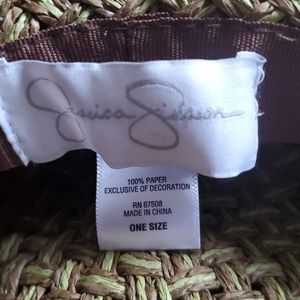 Jessica Simpson
100% PAPER
EXCLUSIVE OF DECORATION
RN 67508
MADE IN CHINA
ONE SIZE